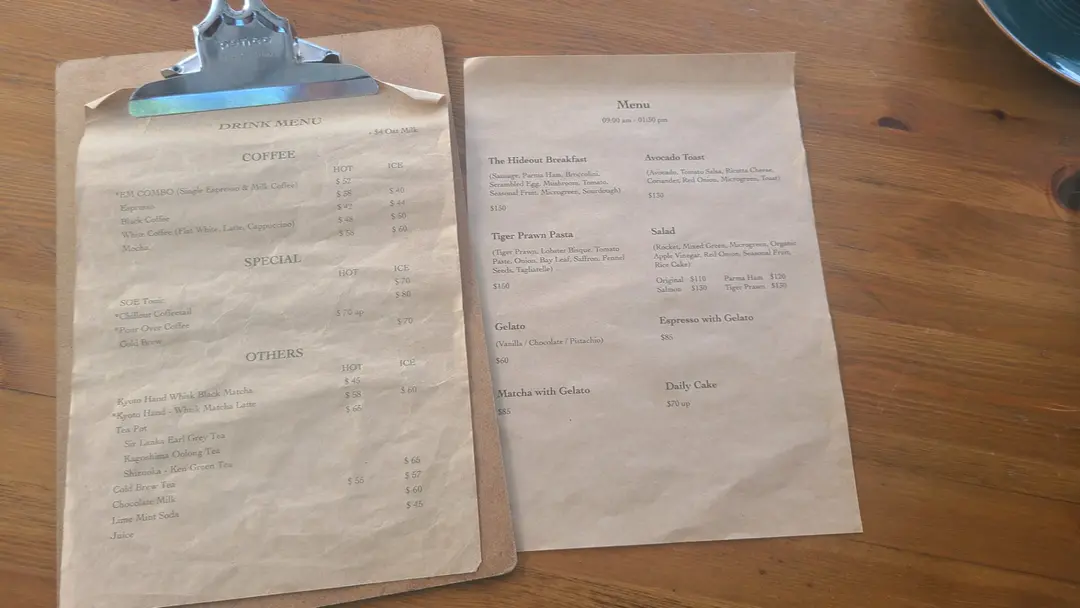 DRINK MENU
+ $4 Oat Milk
COFFEE
HOT ICE
*EM COMBO (Single Espresso & Milk Coffee) $ 52
Espresso $ 38 $ 40
Black Coffee $ 42 $ 44
White Coffee (Flat White, Latte, Cappuccino) $ 48 $ 50
Mocha $ 55 $ 60
SPECIAL
HOT ICE
SOE Tonic $ 70
*Chillout Coffeetail $ 80
*Pour Over Coffee $ 70 up
Cold Brew $ 70
OTHERS
HOT ICE
Kyoto Hand Whisk Black Matcha $ 45
*Kyoto Hand - Whisk Matcha Latte $ 58 $ 60
Tea Pot $ 66
Sir Lanka Earl Grey Tea
Kagoshima Oolong Tea
Shizuoka - Ken Green Tea
Cold Brew Tea $ 66
Chocolate Milk $ 55 $ 57
Lime Mint Soda $ 60
Juice $ 45
Menu
09:00 am - 01:30 pm
The Hideout Breakfast
(Sausage, Parma Ham, Broccolini,
Scrambled Egg, Mushroom, Tomato,
Seasonal Fruit, Microgreen, Sourdough)
$150
Avocado Toast
(Avocado, Tomato Salsa, Ricotta Cheese,
Coriander, Red Onion, Microgreen, Toast)
$130
Tiger Prawn Pasta
(Tiger Prawn, Lobster Bisque, Tomato
Paste, Onion, Bay Leaf, Saffron, Fennel
Seeds, Tagliatelle)
$160
Salad
(Rocket, Mixed Green, Microgreen, Organic
Apple Vinegar, Red Onion, Seasonal Fruit,
Rice Cake)
Original $110 Parma Ham $120
Salmon $130 Tiger Prawn $130
Gelato
(Vanilla / Chocolate / Pistachio)
$60
Espresso with Gelato
$85
Matcha with Gelato
$85
Daily Cake
$70 up